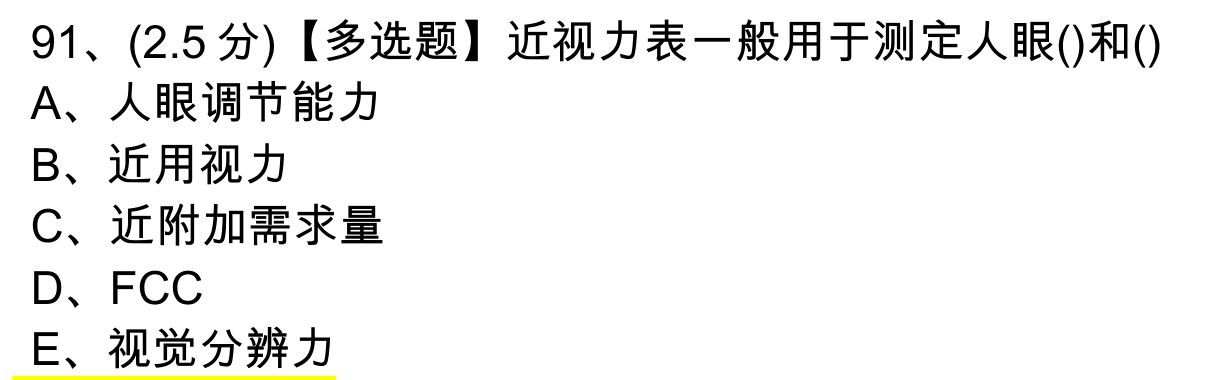 91、(2.5分)【多选题】近视力表一般用于测定人眼()和()
A、人眼调节能力
B、近用视力
C、近附加需求量
D、FCC
E、视觉分辨力